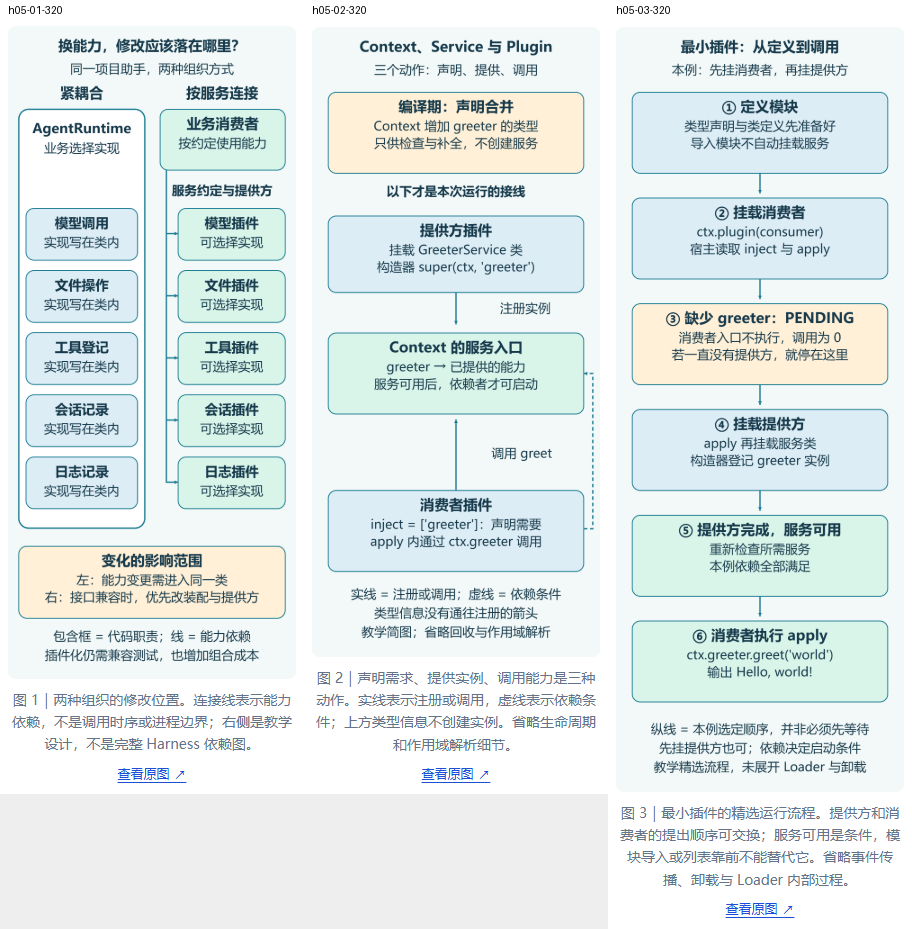 h05-01-320
换能力，修改应该落在哪里？
同一项目助手，两种组织方式
紧耦合
AgentRuntime
业务选择实现
模型调用
实现写在类内
文件操作
实现写在类内
工具登记
实现写在类内
会话记录
实现写在类内
日志记录
实现写在类内
按服务连接
业务消费者
按约定使用能力
服务约定与提供方
模型插件
可选择实现
文件插件
可选择实现
工具插件
可选择实现
会话插件
可选择实现
日志插件
可选择实现
变化的影响范围
左：能力变更需进入同一类
右：接口兼容时，优先改装配与提供方
包含框 = 代码职责；线 = 能力依赖
插件化仍需兼容测试，也增加组合成本
图 1｜两种组织的修改位置。连接线表示能力
依赖，不是调用时序或进程边界；右侧是教学
设计，不是完整 Harness 依赖图。
查看原图 ↗
h05-02-320
Context、Service 与 Plugin
三个动作：声明、提供、调用
编译期：声明合并
Context 增加 greeter 的类型
只供检查与补全，不创建服务
以下才是本次运行的接线
提供方插件
挂载 GreeterService 类
构造器 super(ctx, 'greeter')
注册实例
Context 的服务入口
greeter → 已提供的能力
服务可用后，依赖者才可启动
调用 greet
消费者插件
inject = ['greeter']：声明需要
apply 内通过 ctx.greeter 调用
实线 = 注册或调用；虚线 = 依赖条件
类型信息没有通往注册的箭头
教学简图；省略回收与作用域解析
图 2｜声明需求、提供实例、调用能力是三种
动作。实线表示注册或调用，虚线表示依赖条
件；上方类型信息不创建实例。省略生命周期
和作用域解析细节。
查看原图 ↗
h05-03-320
最小插件：从定义到调用
本例：先挂消费者，再挂提供方
① 定义模块
类型声明与类定义先准备好
导入模块不自动挂载服务
② 挂载消费者
ctx.plugin(consumer)
宿主读取 inject 与 apply
③ 缺少 greeter：PENDING
消费者入口不执行，调用为 0
若一直没有提供方，就停在这里
④ 挂载提供方
apply 再挂载服务类
构造器登记 greeter 实例
⑤ 提供方完成，服务可用
重新检查所需服务
本例依赖全部满足
⑥ 消费者执行 apply
ctx.greeter.greet('world')
输出 Hello, world!
纵线 = 本例选定顺序，并非必须先等待
先挂提供方也可；依赖决定启动条件
教学精选流程，未展开 Loader 与卸载
图 3｜最小插件的精选运行流程。提供方和消
费者的提出顺序可交换；服务可用是条件，模
块导入或列表靠前不能替代它。省略事件传
播、卸载与 Loader 内部过程。
查看原图 ↗